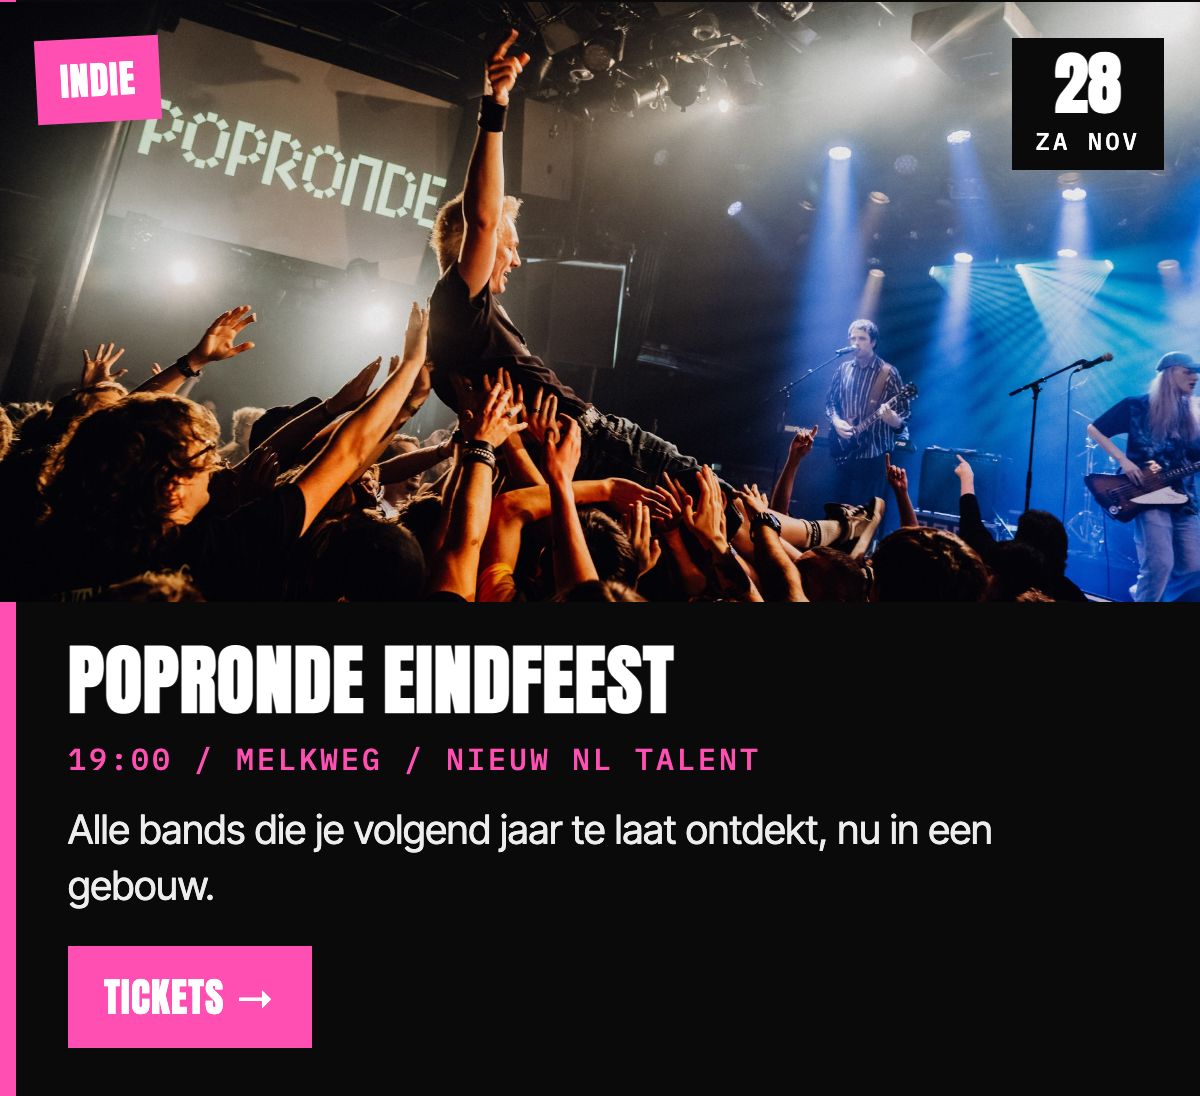 INDIE
28
ZA NOV
POPRONDE
POPRONDE EINDFEEST
19:00 / MELKWEG / NIEUW NL TALENT
Alle bands die je volgend jaar te laat ontdekt, nu in een
gebouw.
TICKETS →